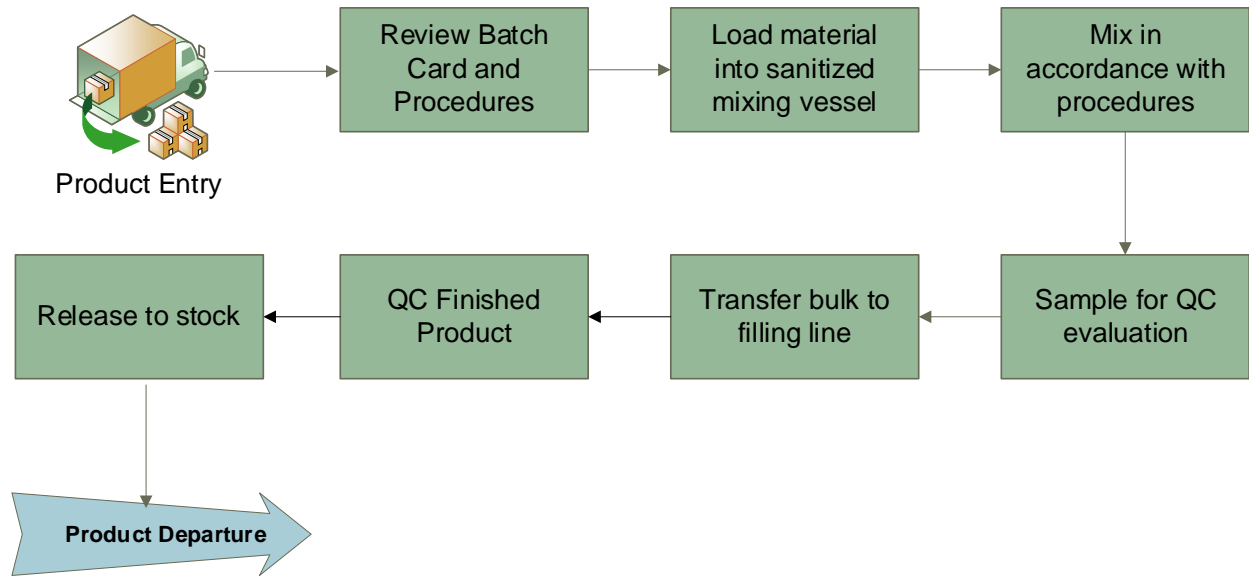 Product Entry
Review Batch
Card and
Procedures
Load material
into sanitized
mixing vessel
Mix in
accordance with
procedures
Sample for QC
evaluation
Transfer bulk to
filling line
QC Finished
Product
Release to stock
Product Departure